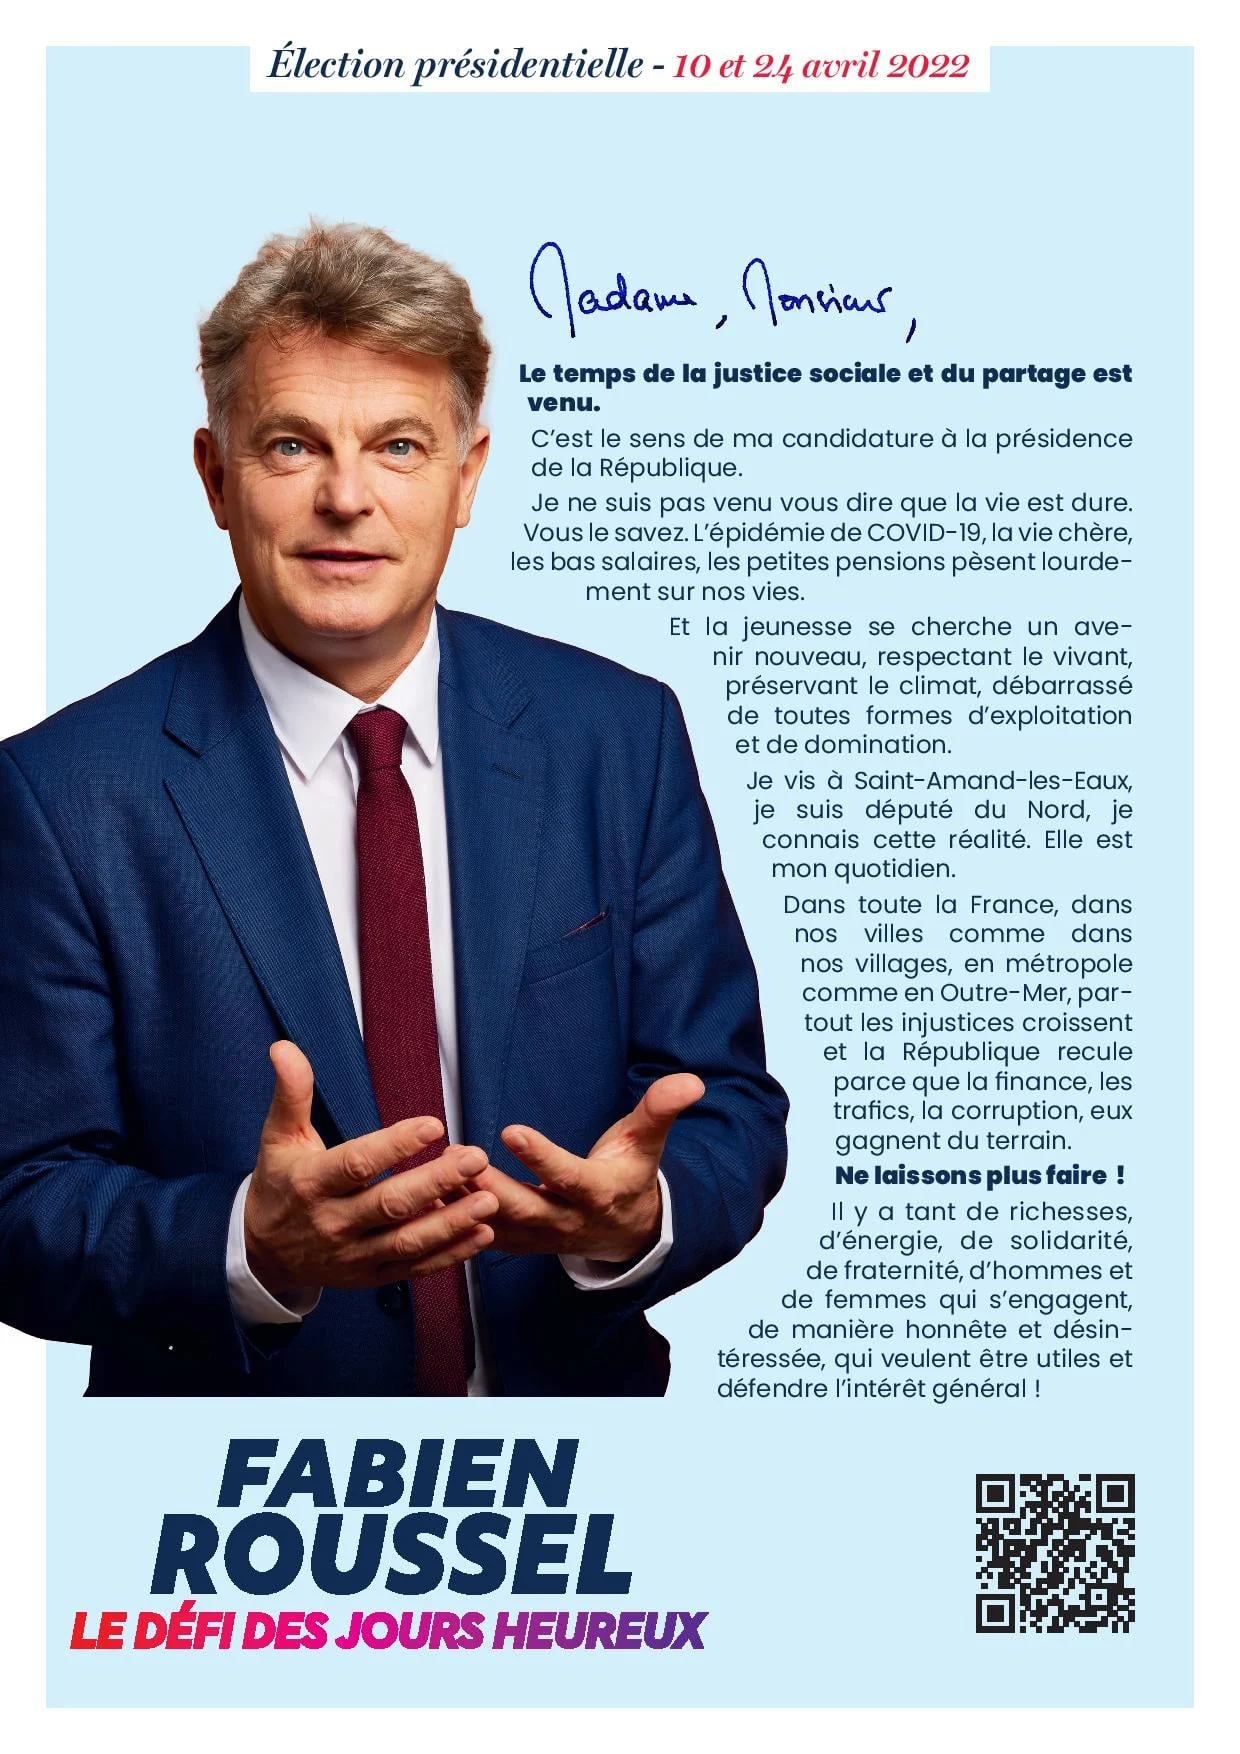 Élection présidentielle - 10 et 24 avril 2022
Madame, Monsieur,
Le temps de la justice sociale et du partage est
venu.
C’est le sens de ma candidature à la présidence
de la République.
Je ne suis pas venu vous dire que la vie est dure.
Vous le savez. L’épidémie de COVID-19, la vie chère,
les bas salaires, les petites pensions pèsent lourde-
ment sur nos vies.
Et la jeunesse se cherche un ave-
nir nouveau, respectant le vivant,
préservant le climat, débarrassé
de toutes formes d’exploitation
et de domination.
Je vis à Saint-Amand-les-Eaux,
je suis député du Nord, je
connais cette réalité. Elle est
mon quotidien.
Dans toute la France, dans
nos villes comme dans
nos villages, en métropole
comme en Outre-Mer, par-
tout les injustices croissent
et la République recule
parce que la finance, les
trafics, la corruption, eux
gagnent du terrain.
Ne laissons plus faire !
Il y a tant de richesses,
d’énergie, de solidarité,
de fraternité, d’hommes et
de femmes qui s’engagent,
de manière honnête et désin-
téressée, qui veulent être utiles et
défendre l’intérêt général !
FABIEN
ROUSSEL
LE DÉFI DES JOURS HEUREUX